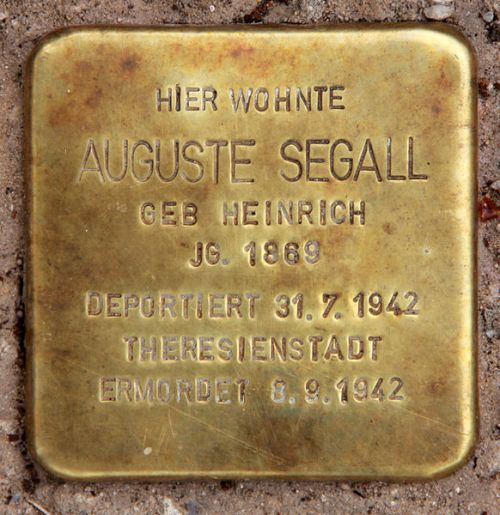 HIER WOHNTE
AUGUSTE SEGALL
GEB HEINRICH
JG. 1869
DEPORTIERT 31.7.1942
THERESIENSTADT
ERMORDET 8.9.1942